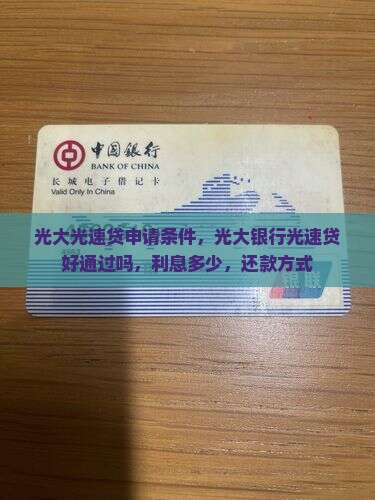 中国银行
BANK OF CHINA
长城电子借记卡
Valid Only In China
光大光速贷申请条件，光大银行光速贷
好通过吗，利息多少，还款方式
银联